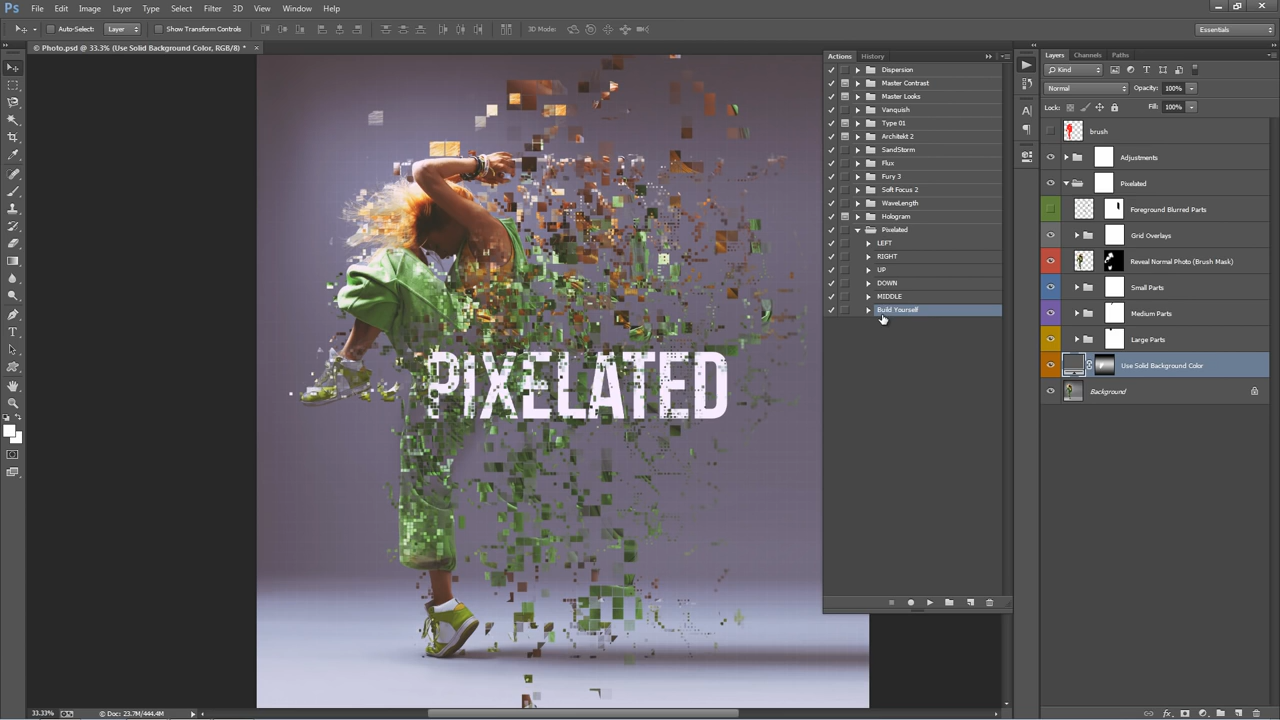 Ps File Edit Image Layer Type Select Filter 3D View Window Help
Auto-Select: Layer Show Transform Controls 3D Mode: Essentials
© Photo.psd @ 33.3% (Use Solid Background Color, RGB/8) * ×
Actions History
Dispersion
Master Contrast
Master Looks
Vanquish
Type 01
Architekt 2
SandStorm
Flux
Fury 3
Soft Focus 2
WaveLength
Hologram
Pixelated
LEFT
RIGHT
UP
DOWN
MIDDLE
Build Yourself
Layers Channels Paths
Kind
Normal Opacity: 100%
Lock: Fill: 100%
brush
Adjustments
Pixelated
Foreground Blurred Parts
Grid Overlays
Reveal Normal Photo (Brush Mask)
Small Parts
Medium Parts
Large Parts
Use Solid Background Color
Background
PIXELATED
33.33% © Doc: 23.7M/444.4M